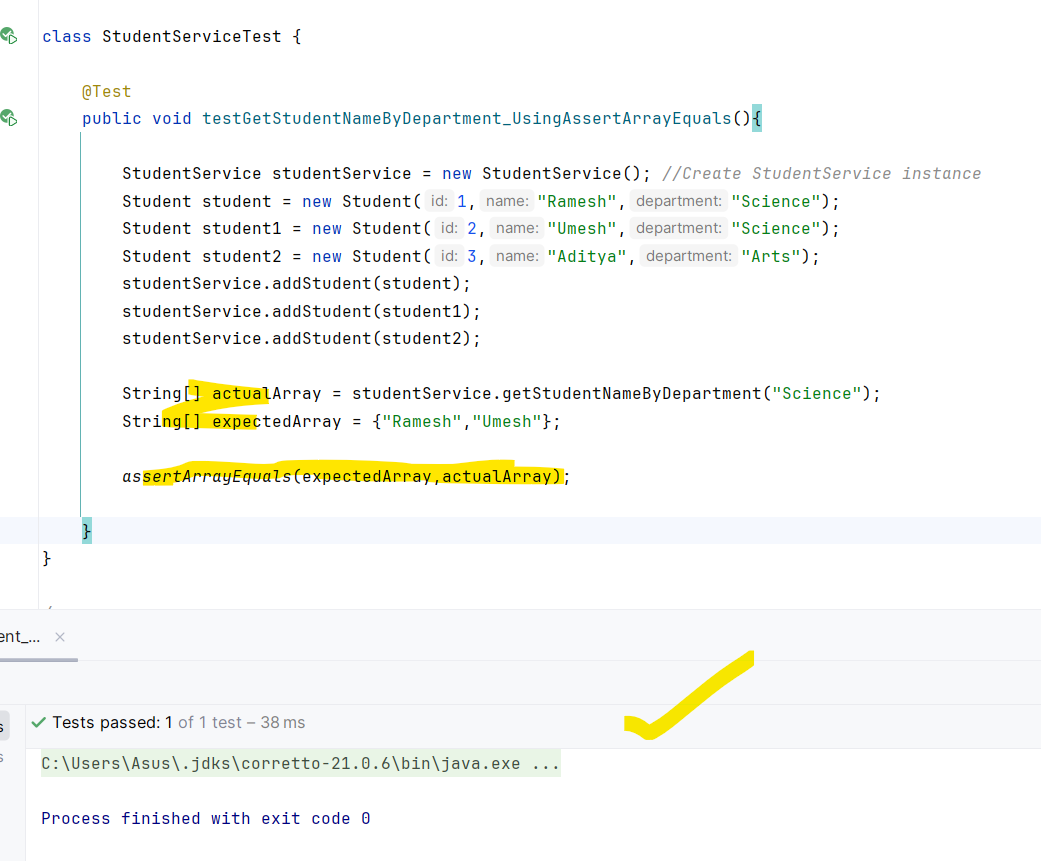 class StudentServiceTest {
@Test
public void testGetStudentNameByDepartment_UsingAssertArrayEquals(){
StudentService studentService = new StudentService(); //Create StudentService instance
Student student = new Student( id: 1, name: "Ramesh", department: "Science");
Student student1 = new Student( id: 2, name: "Umesh", department: "Science");
Student student2 = new Student( id: 3, name: "Aditya", department: "Arts");
studentService.addStudent(student);
studentService.addStudent(student1);
studentService.addStudent(student2);
String[] actualArray = studentService.getStudentNameByDepartment("Science");
String[] expectedArray = {"Ramesh","Umesh"};
assertArrayEquals(expectedArray,actualArray);
}
}
ent_... ×
Tests passed: 1 of 1 test – 38 ms
C:\Users\Asus\.jdks\corretto-21.0.6\bin\java.exe ...
Process finished with exit code 0